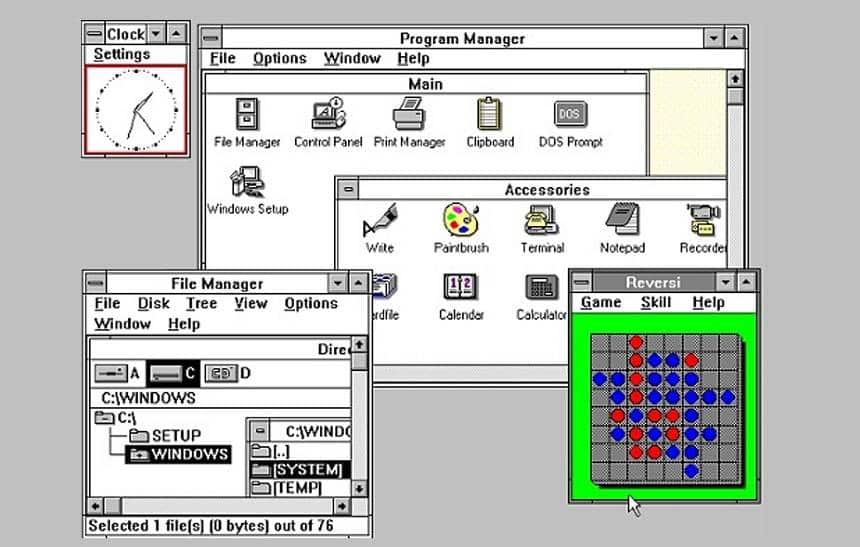 Clock
Settings
Program Manager
File Options Window Help
Main
File Manager Control Panel Print Manager Clipboard DOS Prompt
DOS
Windows Setup
Accessories
Write Paintbrush Terminal Notepad Recorder
rdfile Calendar Calculator
File Manager
File Disk Tree View Options
Window Help
Direc
A C D
C:\WINDOWS
C:\
SETUP
WINDOWS
C:\WINDO
[..]
[SYSTEM]
[TEMP]
Selected 1 file(s) (0 bytes) out of 76
Reversi
Game Skill Help